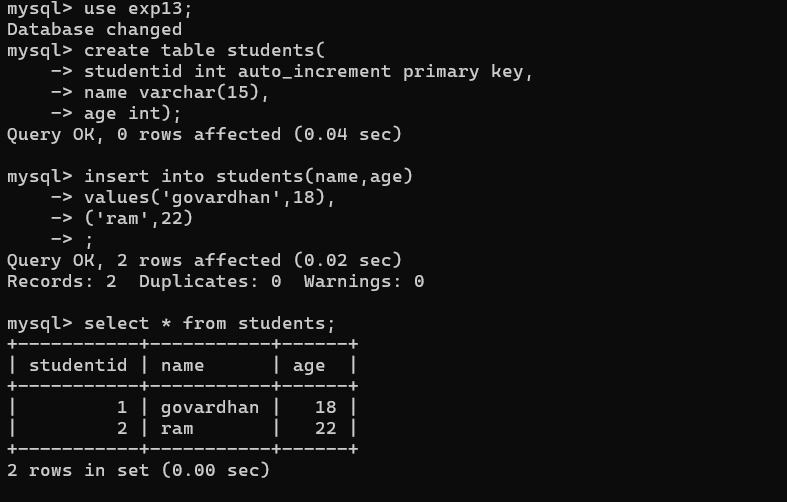 mysql> use exp13;
Database changed
mysql> create table students(
    -> studentid int auto_increment primary key,
    -> name varchar(15),
    -> age int);
Query OK, 0 rows affected (0.04 sec)

mysql> insert into students(name,age)
    -> values('govardhan',18),
    -> ('ram',22)
    -> ;
Query OK, 2 rows affected (0.02 sec)
Records: 2  Duplicates: 0  Warnings: 0

mysql> select * from students;
+-----------+-----------+------+
| studentid | name      | age  |
+-----------+-----------+------+
|         1 | govardhan |   18 |
|         2 | ram       |   22 |
+-----------+-----------+------+
2 rows in set (0.00 sec)